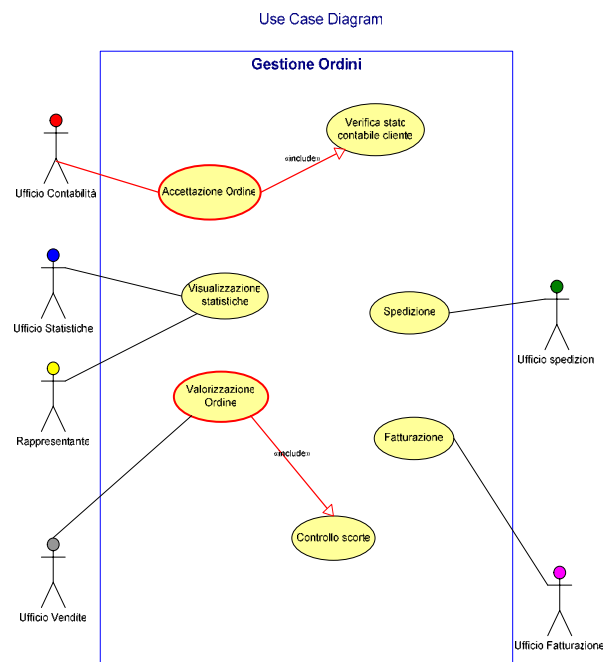 Use Case Diagram
Gestione Ordini
Verifica stato
contabile cliente
«include»
Ufficio Contabilità
Accettazione Ordine
Visualizzazione
statistiche
Ufficio Statistiche
Spedizione
Ufficio spedizion
Rappresentante
Valorizzazione
Ordine
Fatturazione
«include»
Controllo scorte
Ufficio Vendite
Ufficio Fatturazione